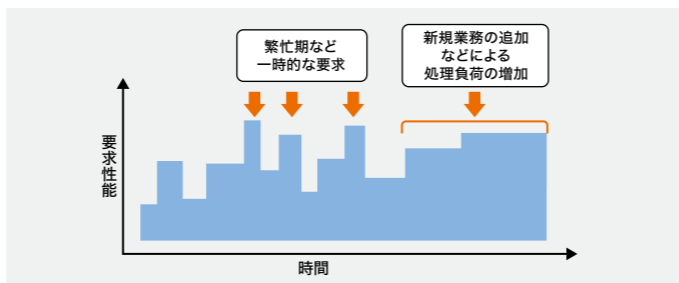 繁忙期など
一時的な要求
新規業務の追加
などによる
処理負荷の増加
要求性能
時間